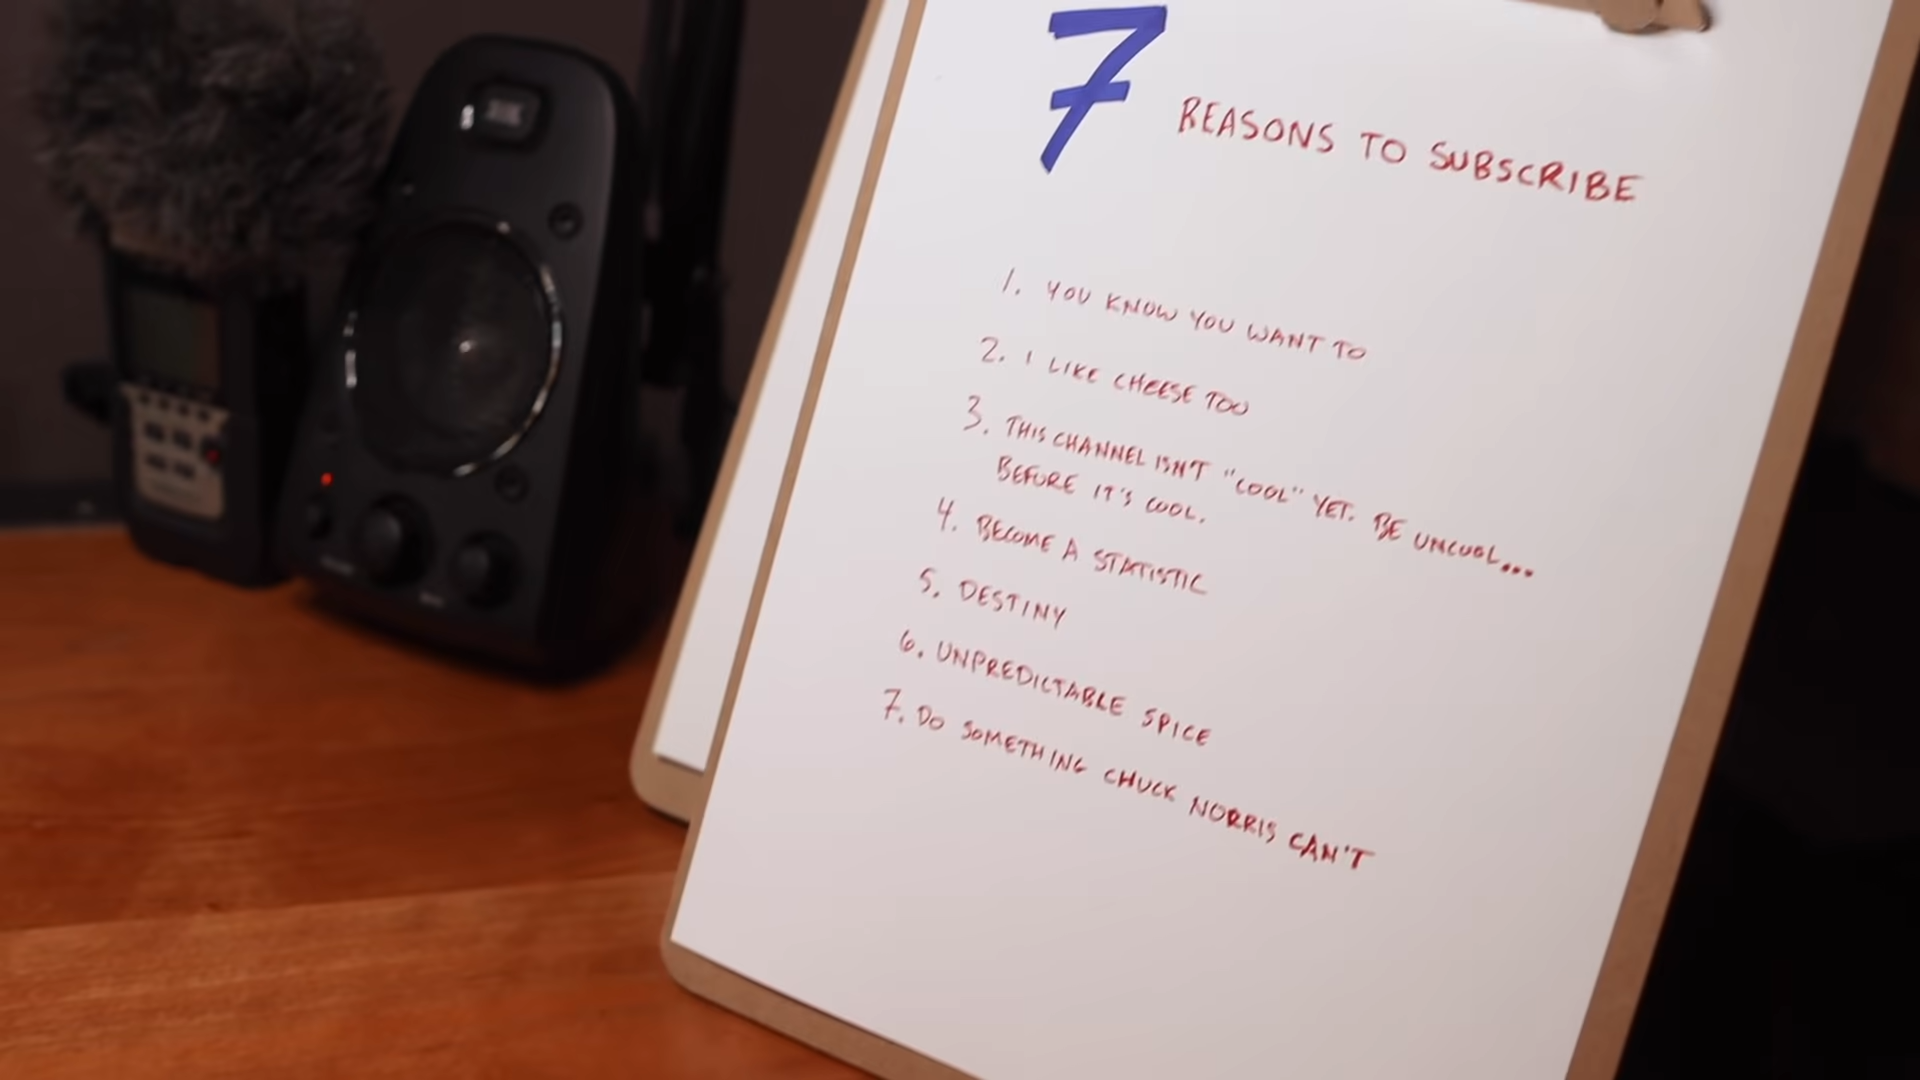 7 REASONS TO SUBSCRIBE
1. YOU KNOW YOU WANT TO
2. I LIKE CHEESE TOO
3. THIS CHANNEL ISN'T "COOL" YET. BE UNCOOL...
BEFORE IT'S COOL.
4. BECOME A STATISTIC
5. DESTINY
6. UNPREDICTABLE SPICE
7. DO SOMETHING CHUCK NORRIS CAN'T